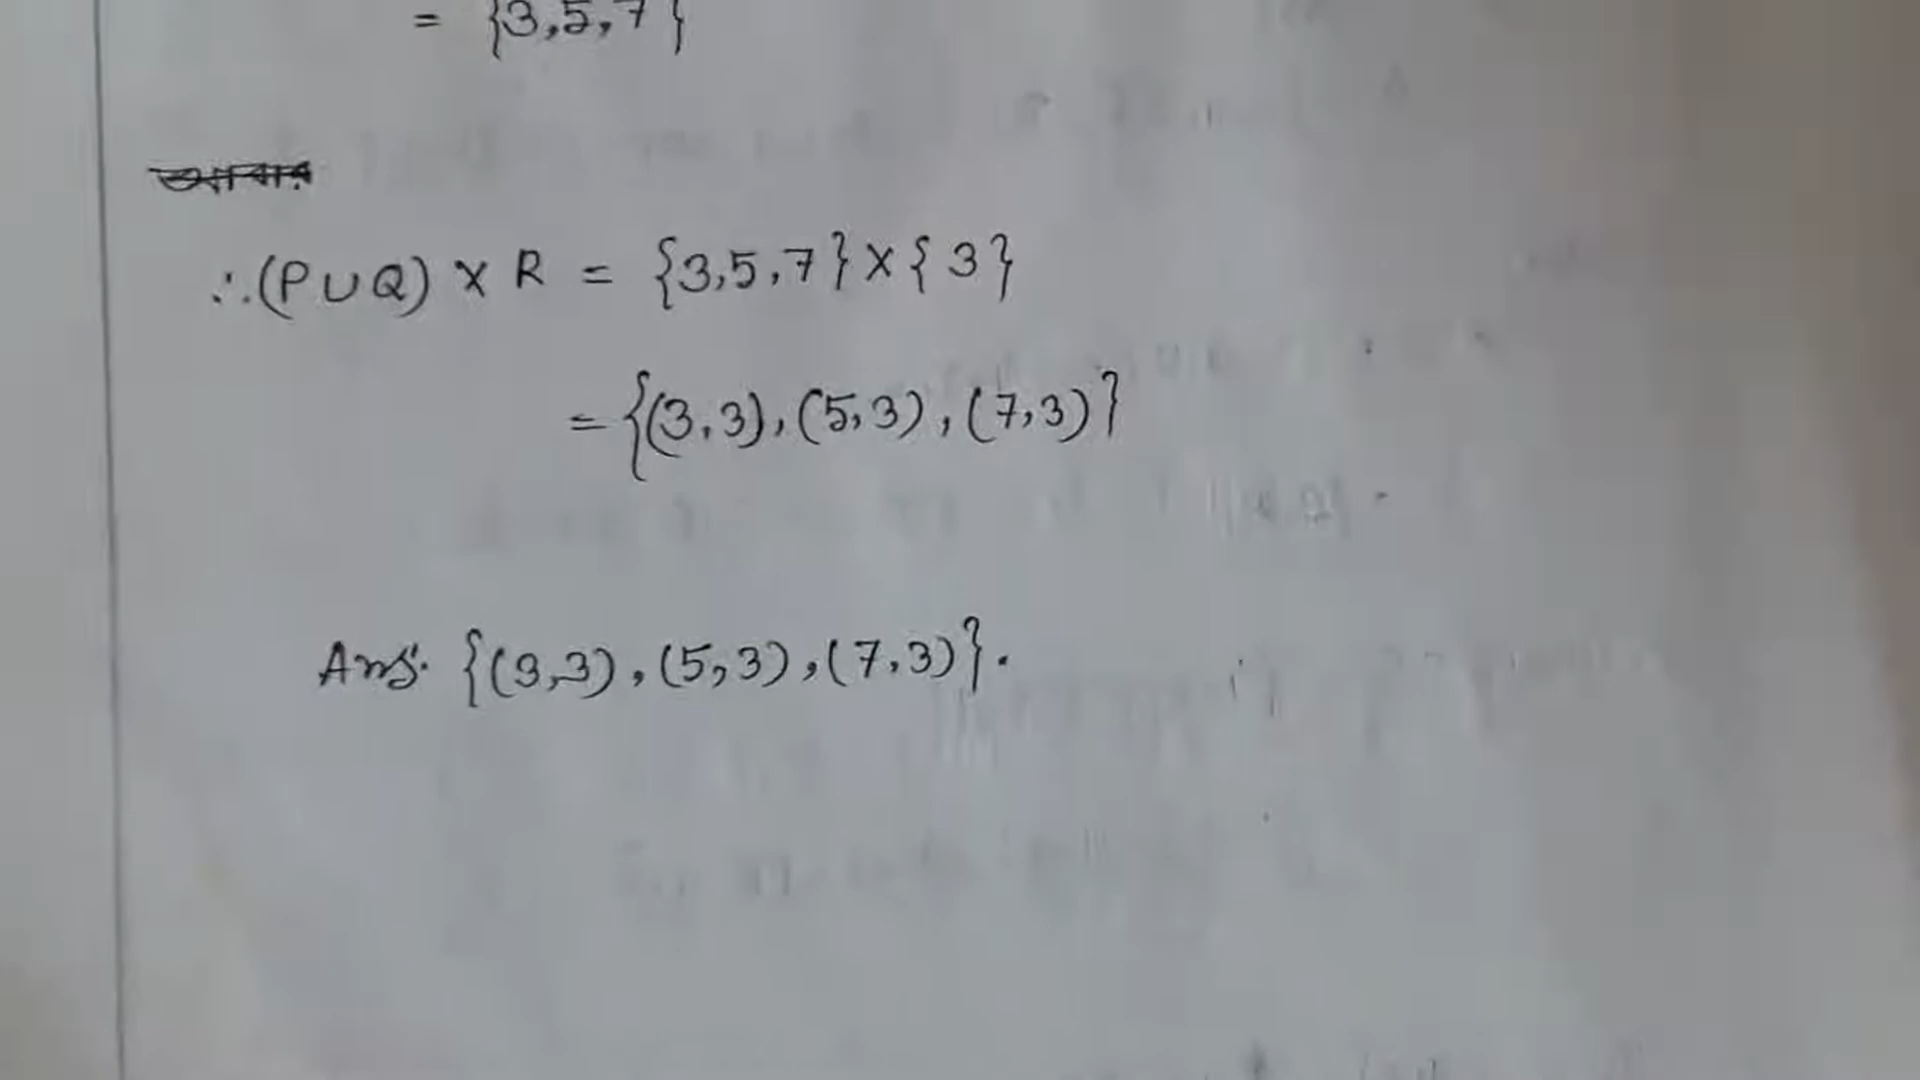 = {3,5,7}
আবার
∴(P∪Q) × R = {3,5,7}×{3}
={(3,3),(5,3),(7,3)}
Ans. {(3,3),(5,3),(7,3)}.